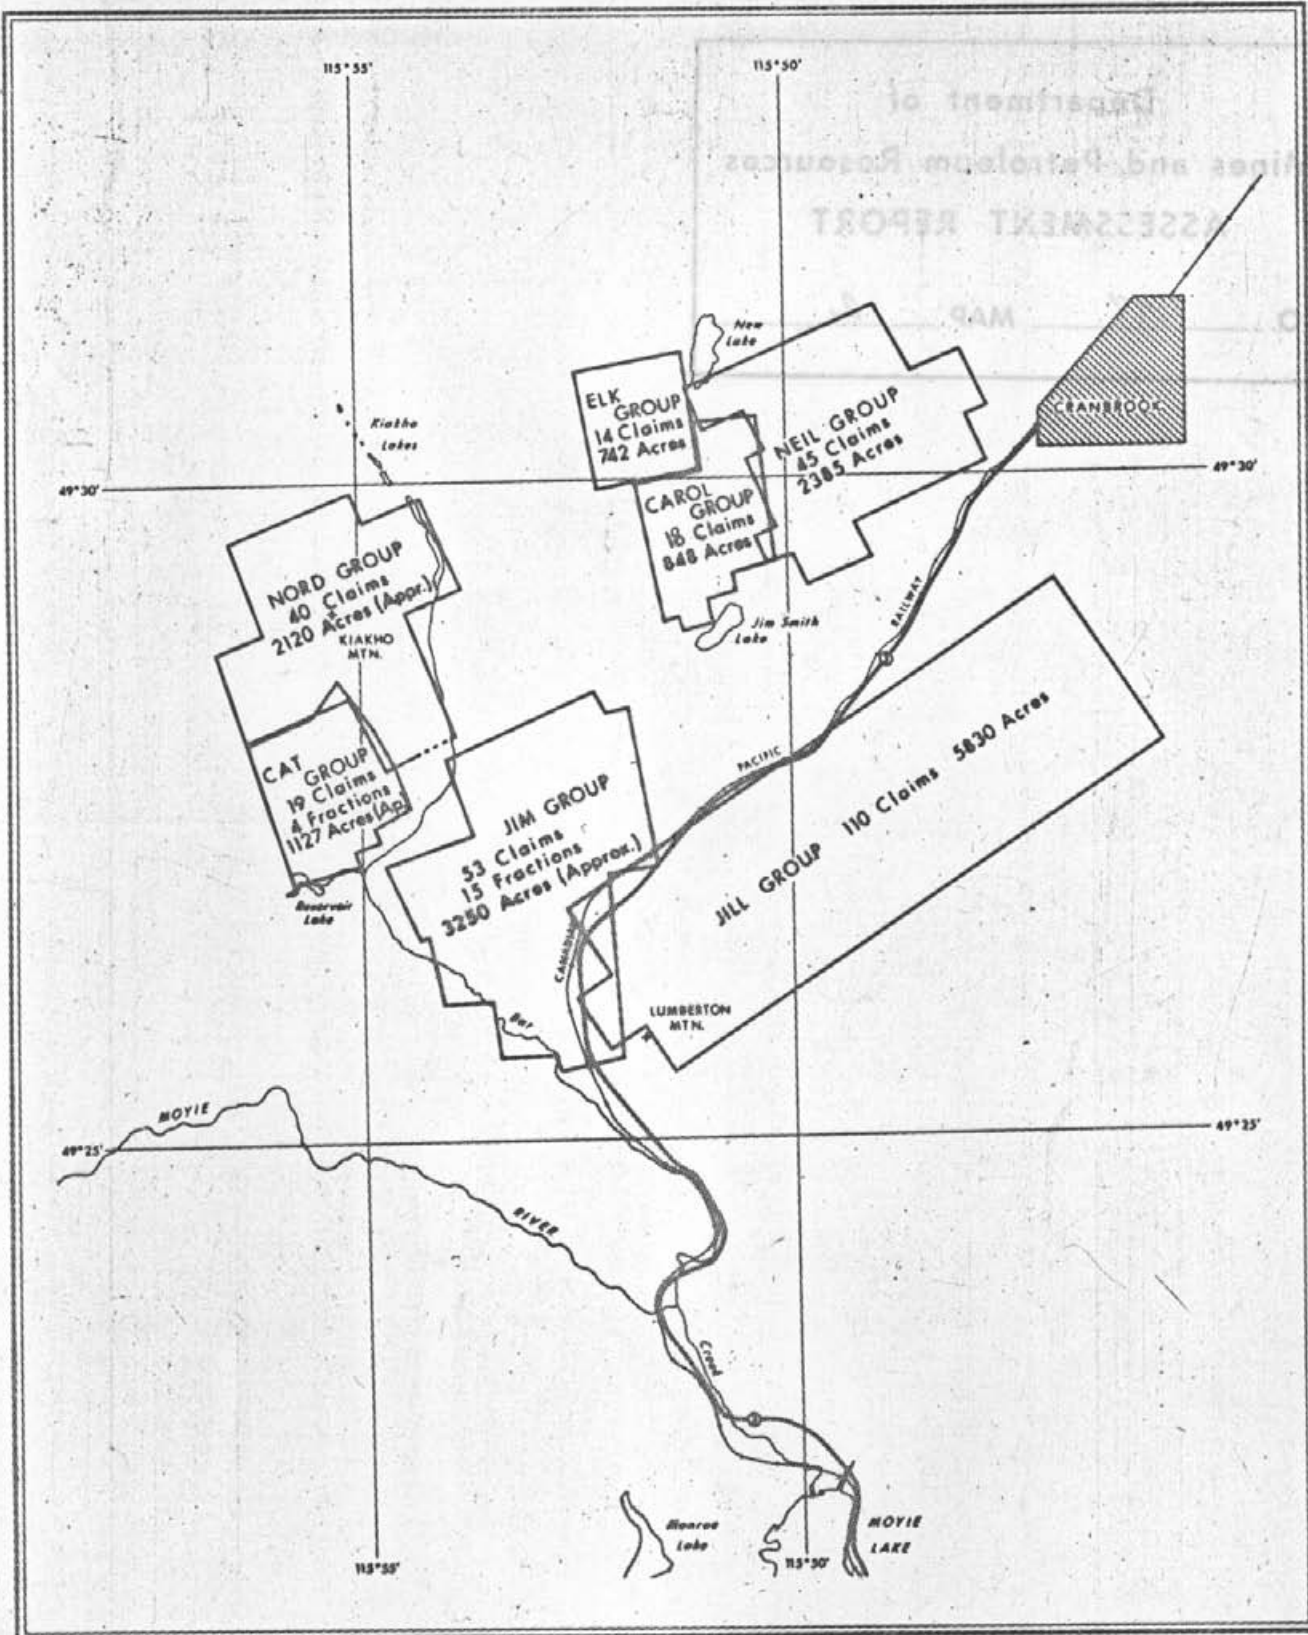 115°55'
115°50'
Department of
Mines and Petroleum Resources
ASSESSMENT REPORT
MAP
New
Lake
ELK
GROUP
14 Claims
742 Acres
NEIL GROUP
45 Claims
2385 Acres
CRANBROOK
Kiakho
Lakes
49°30'
49°30'
CAROL
GROUP
16 Claims
848 Acres
NORD GROUP
40 Claims
2120 Acres (Appr.)
KIAKHO
MTN.
Jim Smith
Lake
RAILWAY
3
CAT
GROUP
19 Claims
4 Fractions
1127 Acres (Ap)
JIM GROUP
53 Claims
15 Fractions
3250 Acres (Approx.)
PACIFIC
JILL GROUP 110 Claims 5830 Acres
Reservoir
Lake
CANADIAN
LUMBERTON
MTN.
MOYIE
49°25'
49°25'
RIVER
Creek
3
Monroe
Lake
MOYIE
LAKE
115°55'
115°50'